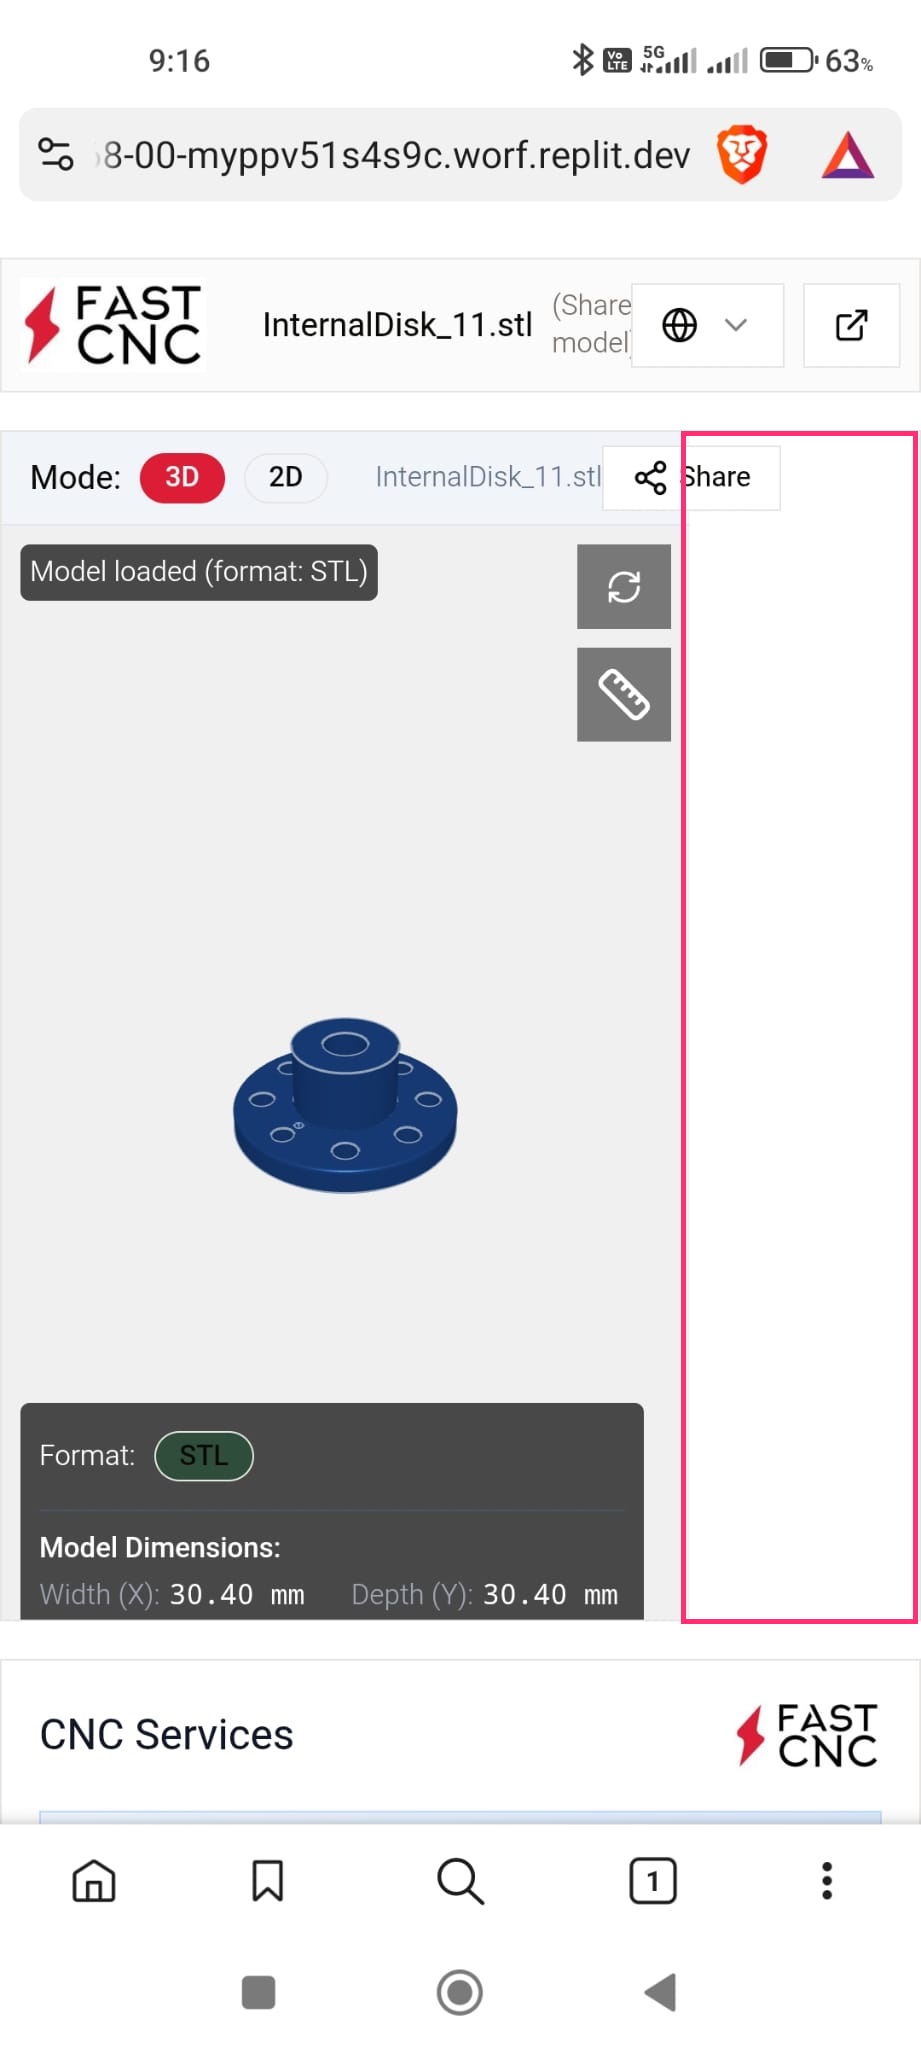 9:16
Vo LTE
5G
63%
8-00-myppv51s4s9c.worf.replit.dev
FAST
CNC
InternalDisk_11.stl
(Share
model)
Mode:
3D
2D
InternalDisk_11.stl
Share
Model loaded (format: STL)
Format:
STL
Model Dimensions:
Width (X): 30.40 mm
Depth (Y): 30.40 mm
CNC Services
FAST
CNC
1